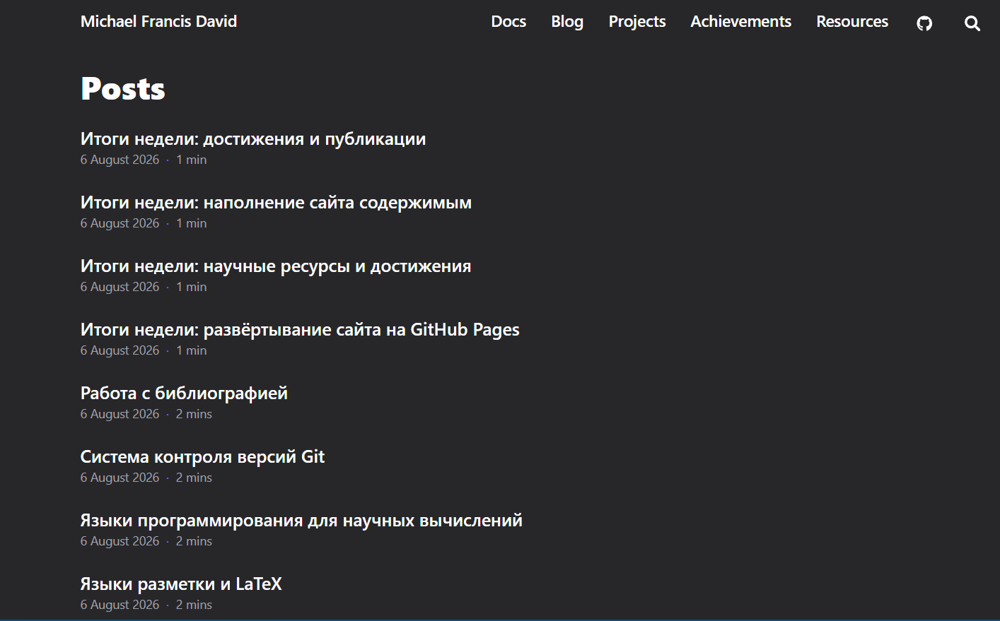 Michael Francis David Docs Blog Projects Achievements Resources
Posts
Итоги недели: достижения и публикации
6 August 2026 · 1 min
Итоги недели: наполнение сайта содержимым
6 August 2026 · 1 min
Итоги недели: научные ресурсы и достижения
6 August 2026 · 1 min
Итоги недели: развёртывание сайта на GitHub Pages
6 August 2026 · 1 min
Работа с библиографией
6 August 2026 · 2 mins
Система контроля версий Git
6 August 2026 · 2 mins
Языки программирования для научных вычислений
6 August 2026 · 2 mins
Языки разметки и LaTeX
6 August 2026 · 2 mins